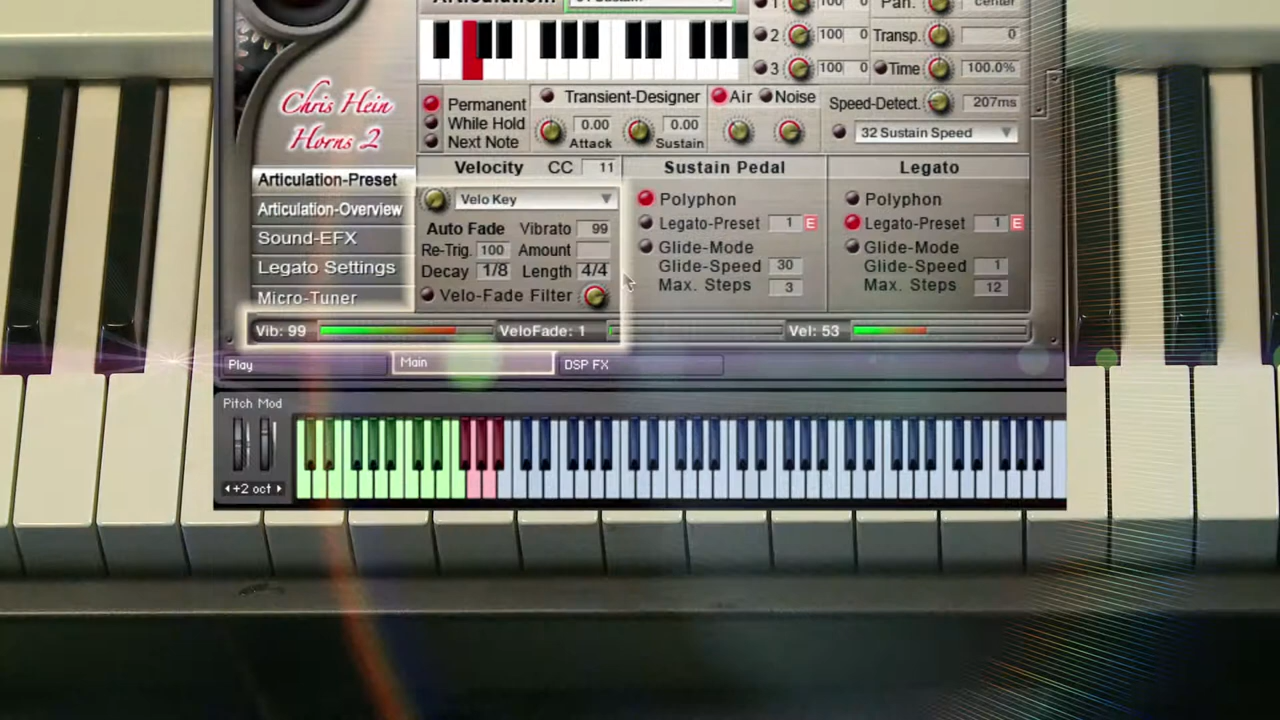 1 100 0 Pan. center
2 100 0 Transp. 0
3 100 0 Time 100.0%
Chris Hein
Horns 2
Permanent
While Hold
Next Note
Transient-Designer
0.00 0.00
Attack Sustain
Air Noise
Speed-Detect. 207ms
32 Sustain Speed
Articulation-Preset
Articulation-Overview
Sound-EFX
Legato Settings
Micro-Tuner
Velocity CC 11
Velo Key
Auto Fade Vibrato 99
Re-Trig. 100 Amount
Decay 1/8 Length 4/4
Velo-Fade Filter
Sustain Pedal
Polyphon
Legato-Preset 1 E
Glide-Mode
Glide-Speed 30
Max. Steps 3
Legato
Polyphon
Legato-Preset 1 E
Glide-Mode
Glide-Speed 1
Max. Steps 12
Vib: 99 VeloFade: 1 Vel: 53
Play Main DSP FX
Pitch Mod
+2 oct